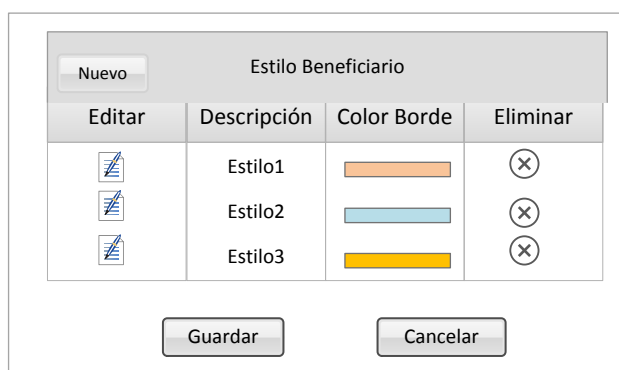 Nuevo Estilo Beneficiario
Editar Descripción Color Borde Eliminar
Estilo1
Estilo2
Estilo3
Guardar Cancelar